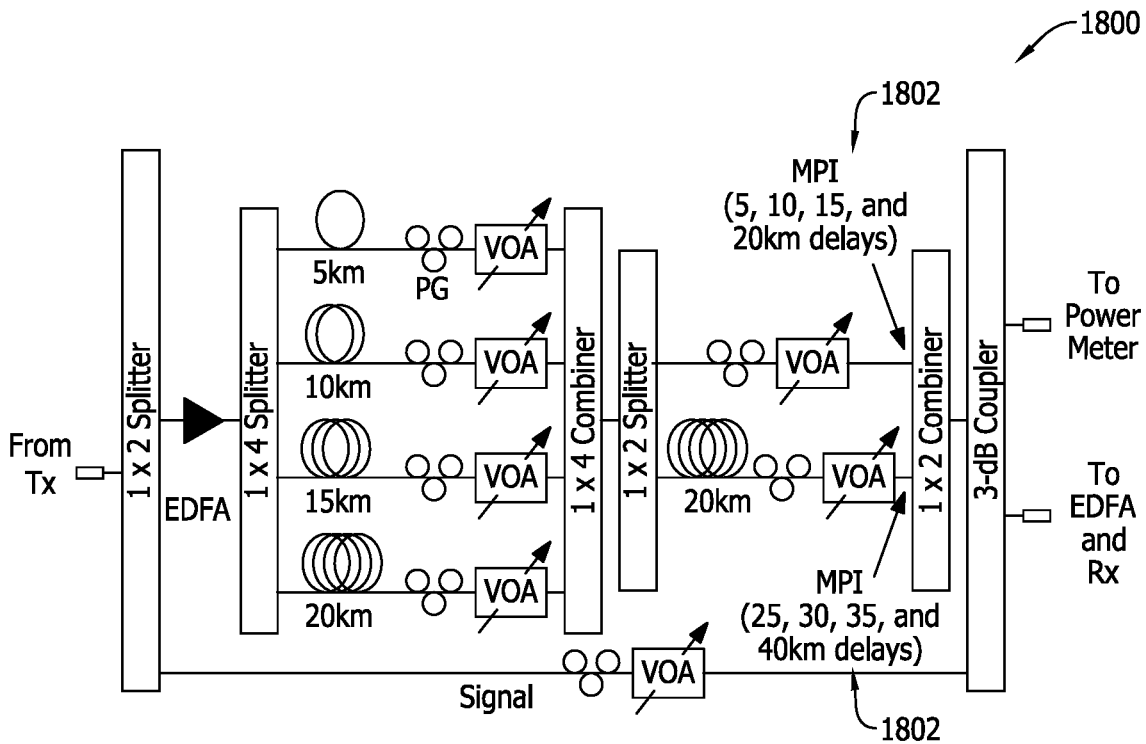 1800
1802
MPI
(5, 10, 15, and
20km delays)
1 x 2 Splitter
1 x 4 Splitter
VOA
5km
PG
1 x 4 Combiner
1 x 2 Splitter
1 x 2 Combiner
3-dB Coupler
To
Power
Meter
VOA
10km
VOA
From
Tx
EDFA
VOA
15km
VOA
20km
To
EDFA
and
Rx
VOA
20km
MPI
(25, 30, 35, and
40km delays)
Signal
VOA
1802